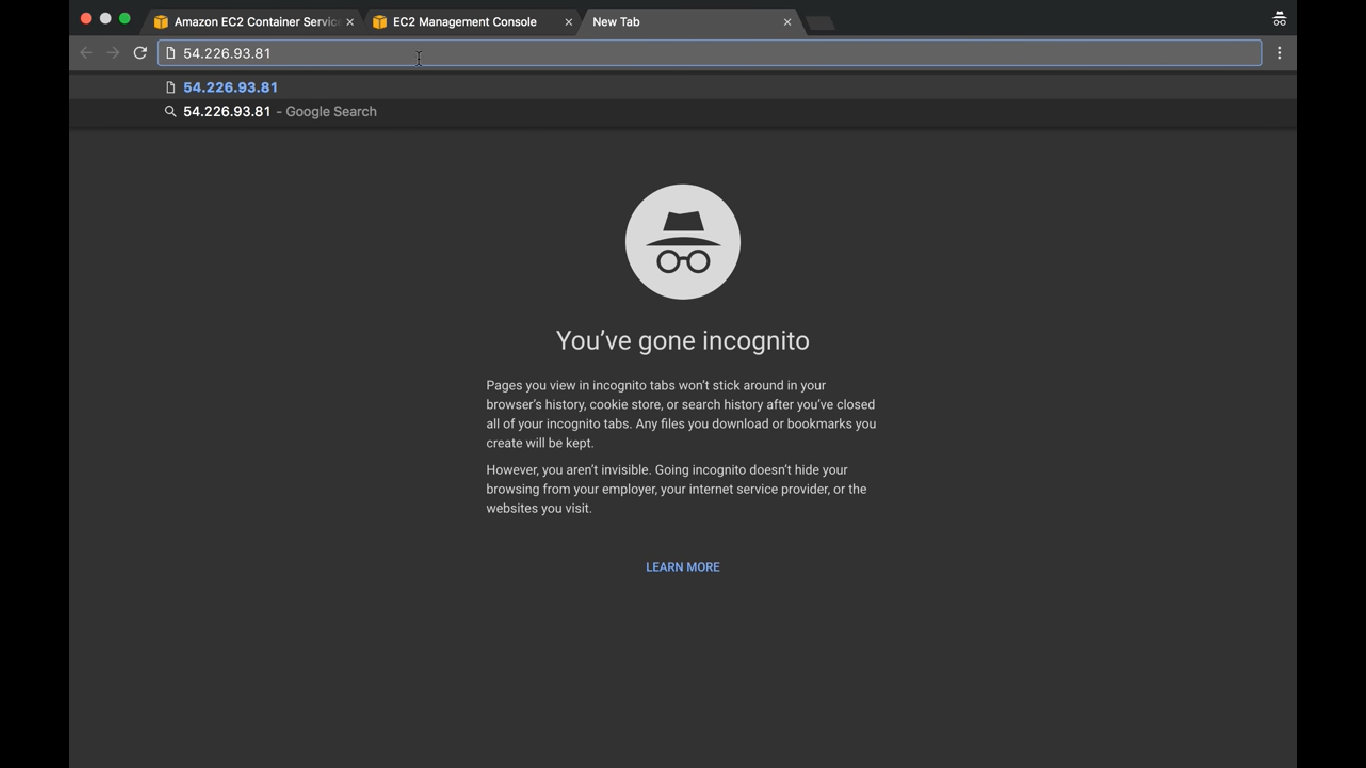 Amazon EC2 Container Servic
EC2 Management Console
New Tab
54.226.93.81
54.226.93.81
54.226.93.81 - Google Search
You've gone incognito
Pages you view in incognito tabs won't stick around in your
browser's history, cookie store, or search history after you've closed
all of your incognito tabs. Any files you download or bookmarks you
create will be kept.
However, you aren't invisible. Going incognito doesn't hide your
browsing from your employer, your internet service provider, or the
websites you visit.
LEARN MORE